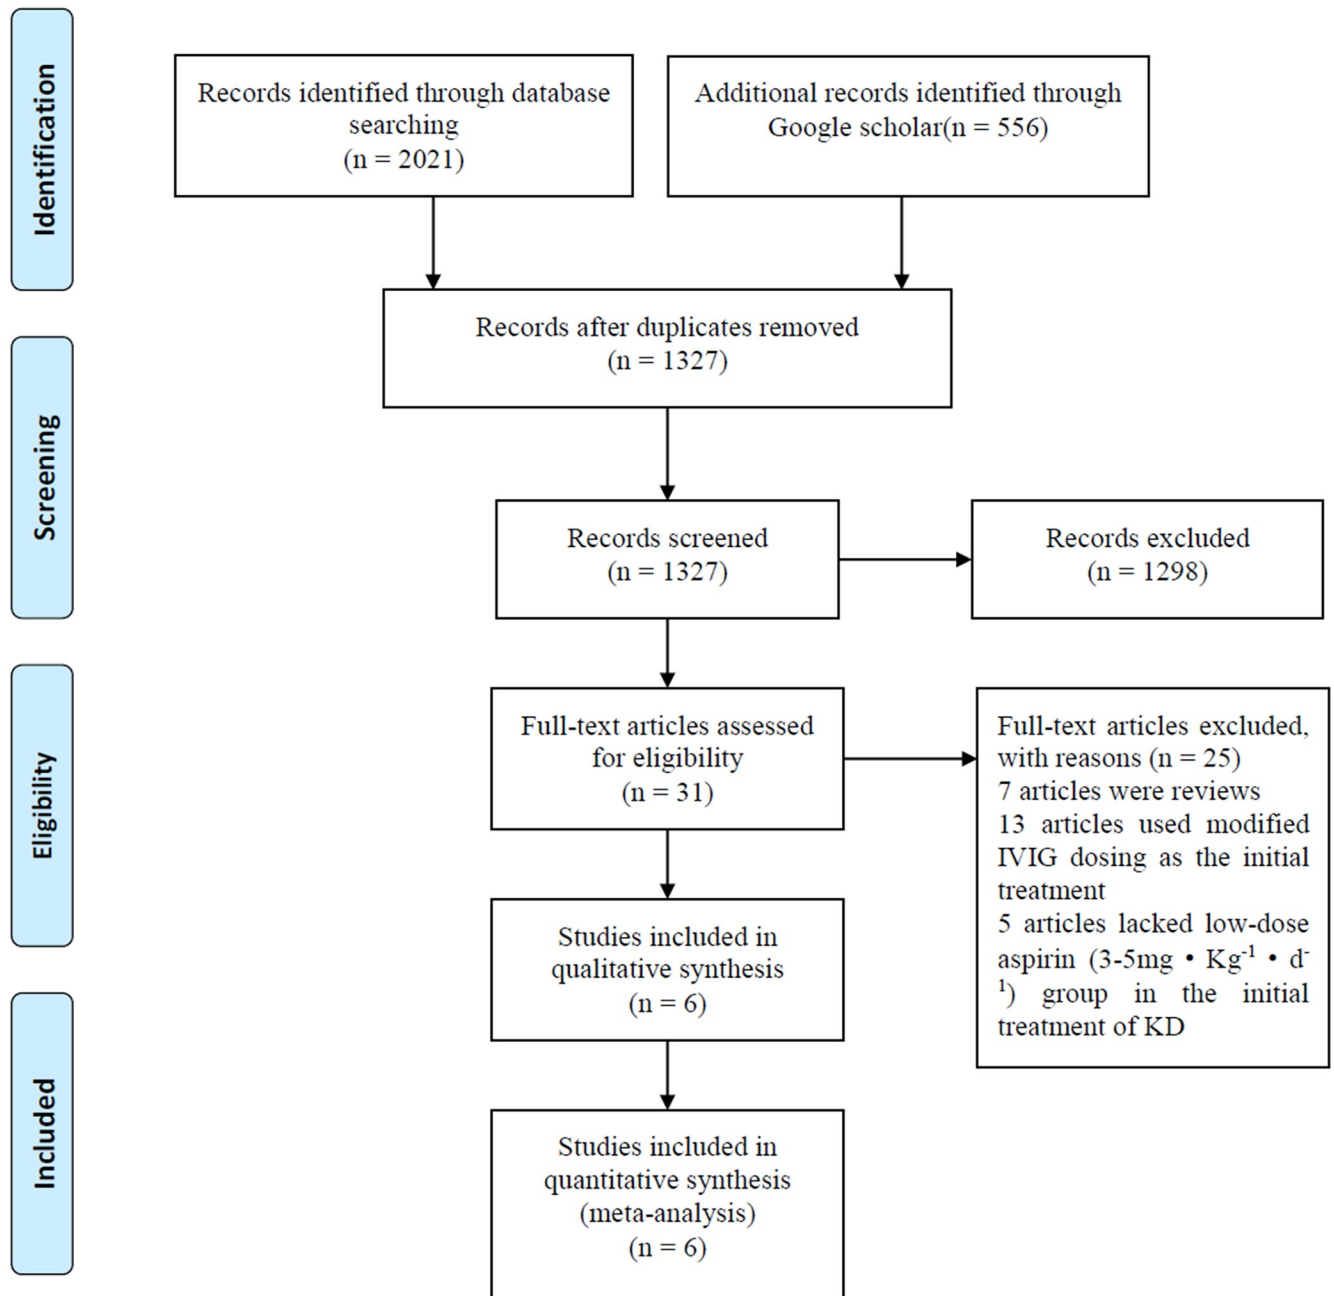 Identification
Records identified through database
searching
(n = 2021)
Additional records identified through
Google scholar(n = 556)
Records after duplicates removed
(n = 1327)
Screening
Records screened
(n = 1327)
Records excluded
(n = 1298)
Eligibility
Full-text articles assessed
for eligibility
(n = 31)
Full-text articles excluded,
with reasons (n = 25)
7 articles were reviews
13 articles used modified
IVIG dosing as the initial
treatment
5 articles lacked low-dose
aspirin (3-5mg • Kg⁻¹ • d⁻
¹) group in the initial
treatment of KD
Studies included in
qualitative synthesis
(n = 6)
Included
Studies included in
quantitative synthesis
(meta-analysis)
(n = 6)